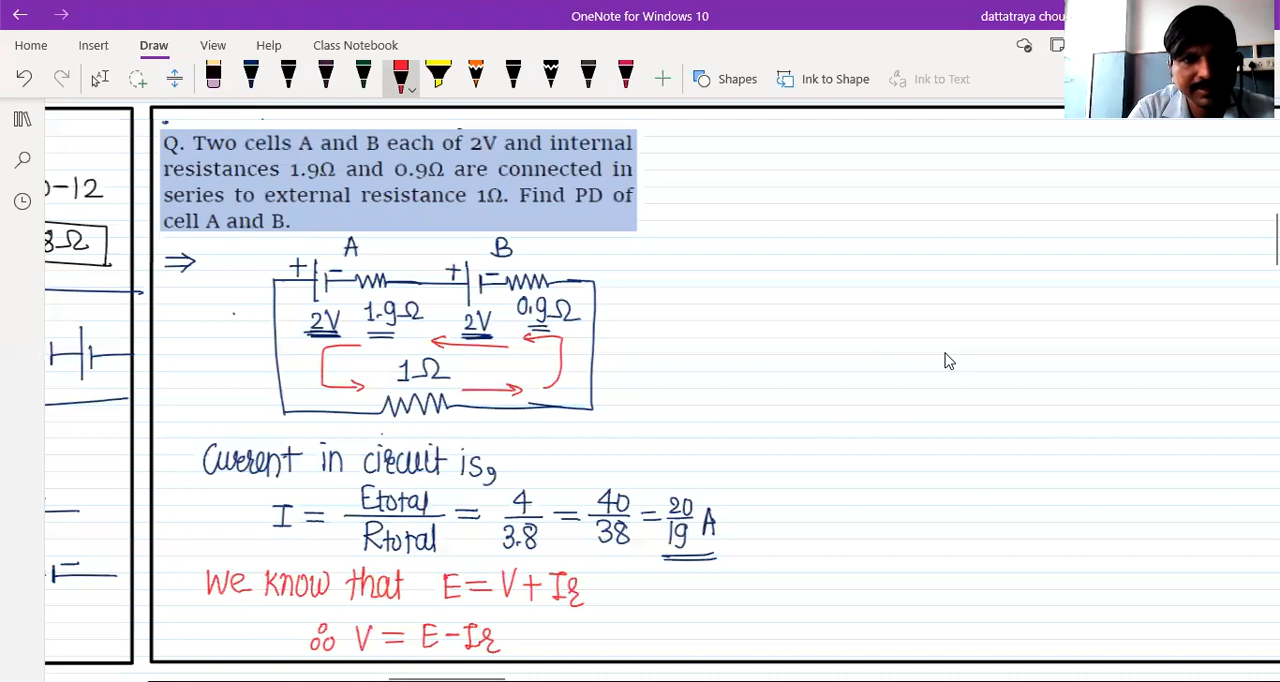 OneNote for Windows 10
dattatraya chou
Home Insert Draw View Help Class Notebook
Shapes Ink to Shape Ink to Text
Q. Two cells A and B each of 2V and internal
resistances 1.9Ω and 0.9Ω are connected in
series to external resistance 1Ω. Find PD of
cell A and B.
0-12
8Ω
⇒
A B
+ - + -
2V 1.9Ω 2V 0.9Ω
1Ω
Current in circuit is,
I = Etotal/Rtotal = 4/3.8 = 40/38 = 20/19 A
We know that E = V + Ir
∴ V = E - Ir